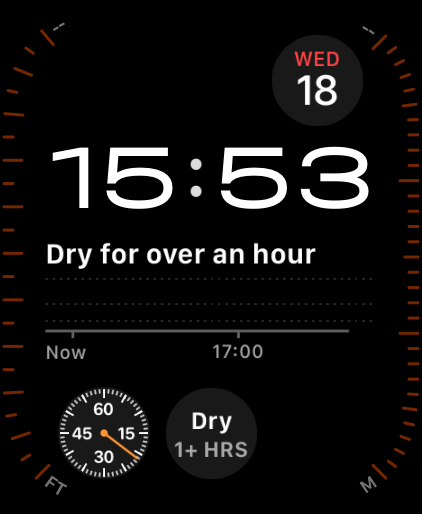 --
--
WED
18
15:53
Dry for over an hour
Now 17:00
60
45 15
30
Dry
1+ HRS
FT
M